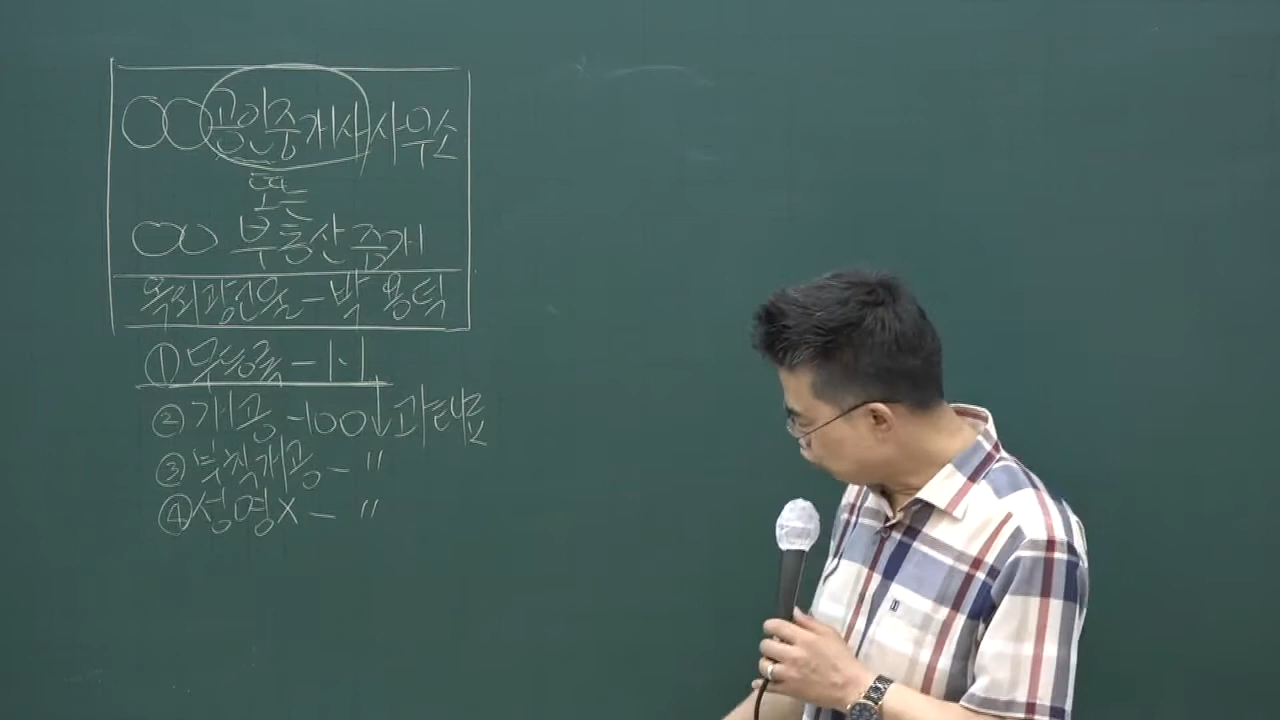 ○○공인중개사사무소
또는
○○ 부동산중개
옥외광고물 - 박용덕
① 무등록 - 1-1
② 개공 - 100↓과태료
③ 부칙개공 - 〃
④ 성명X - 〃